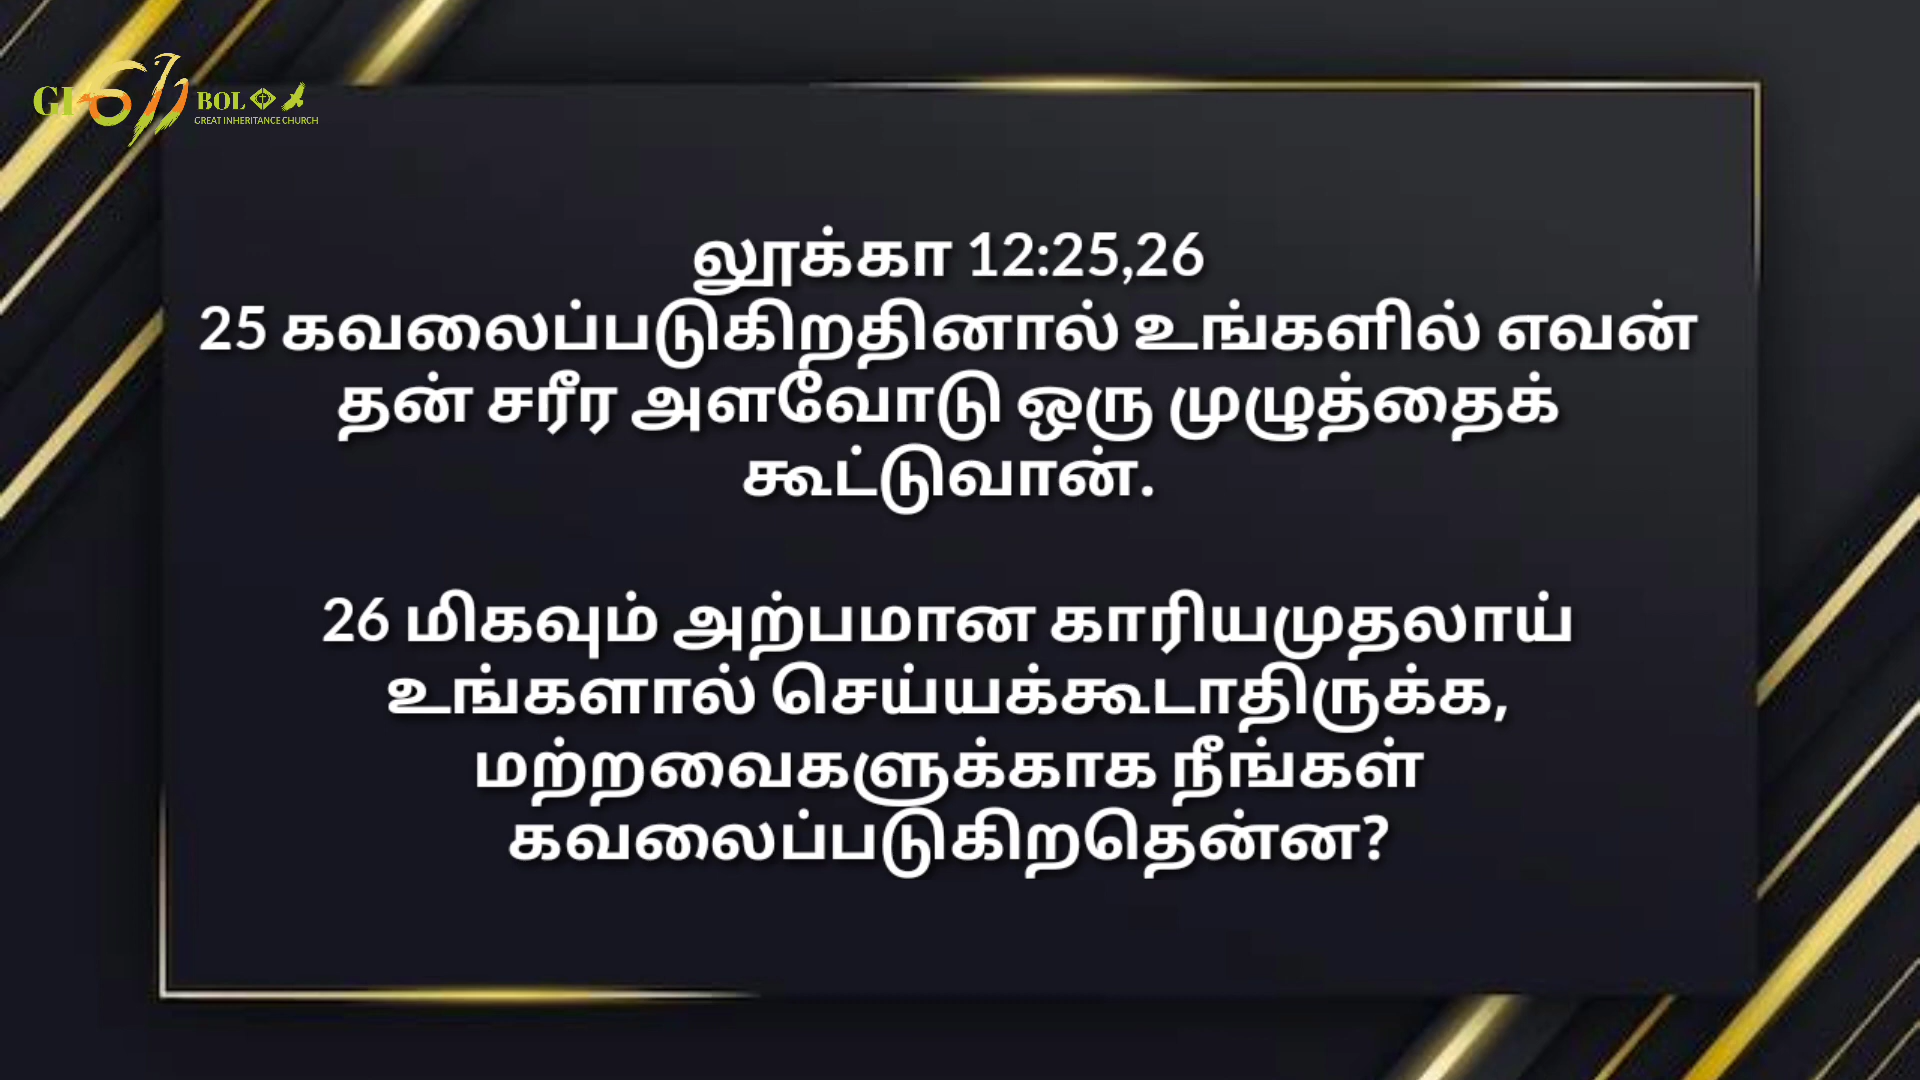 GI 611 BOL
GREAT INHERITANCE CHURCH
லூக்கா 12:25,26
25 கவலைப்படுகிறதினால் உங்களில் எவன்
தன் சரீர அளவோடு ஒரு முழுத்தைக்
கூட்டுவான்.
26 மிகவும் அற்பமான காரியமுதலாய்
உங்களால் செய்யக்கூடாதிருக்க,
மற்றவைகளுக்காக நீங்கள்
கவலைப்படுகிறதென்ன?